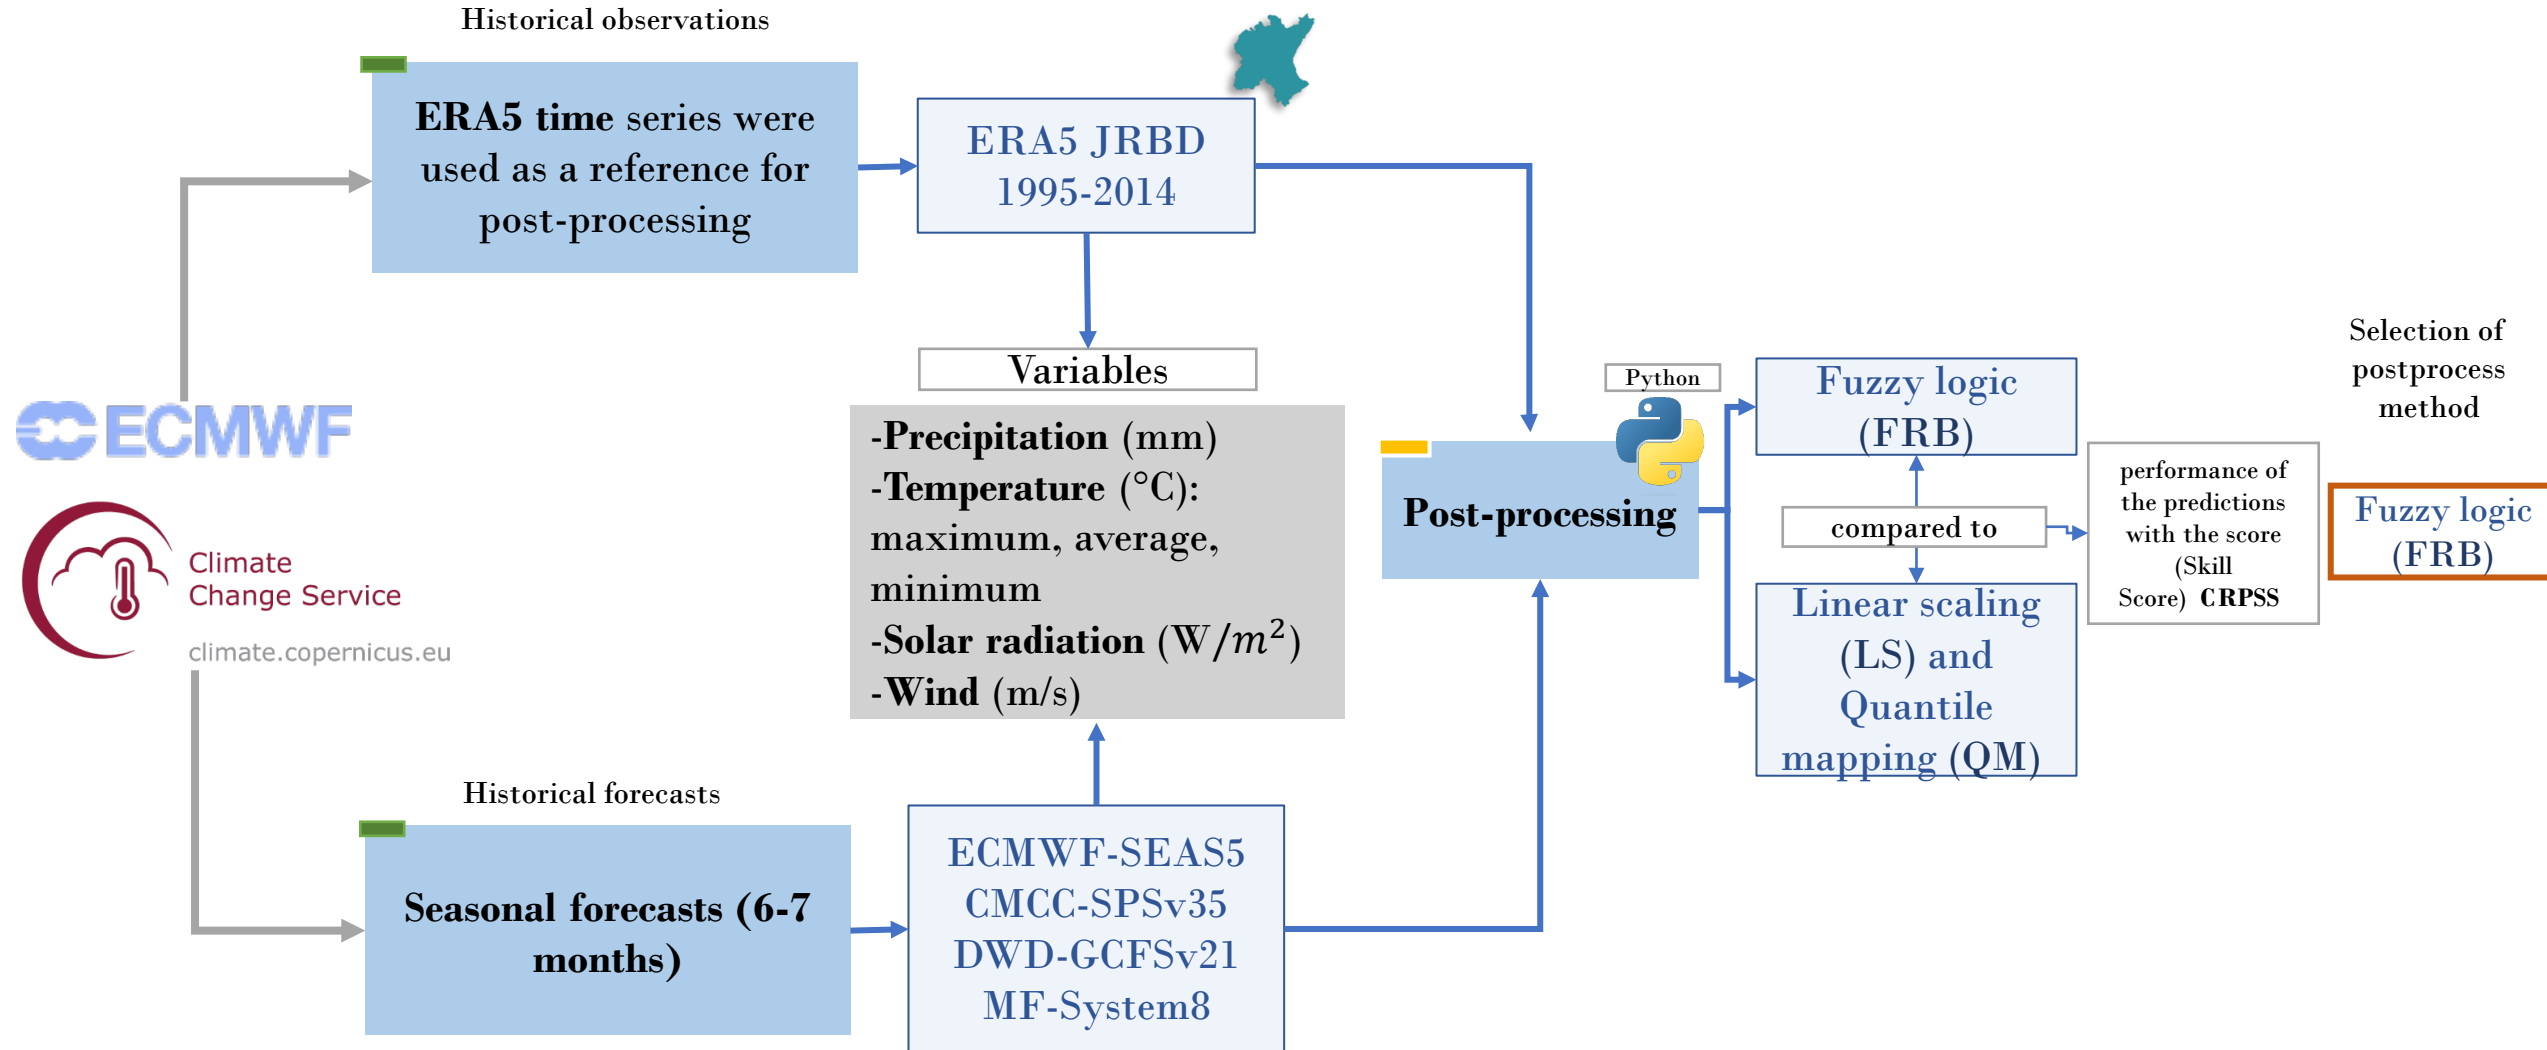 Historical observations
ERA5 time series were
used as a reference for
post-processing
ERA5 JRBD
1995-2014
Variables
-Precipitation (mm)
-Temperature (°C):
maximum, average,
minimum
-Solar radiation (W/m²)
-Wind (m/s)
ECMWF
Climate
Change Service
climate.copernicus.eu
Historical forecasts
Seasonal forecasts (6-7
months)
ECMWF-SEAS5
CMCC-SPSv35
DWD-GCFSv21
MF-System8
Python
Post-processing
Fuzzy logic
(FRB)
compared to
Linear scaling
(LS) and
Quantile
mapping (QM)
performance of
the predictions
with the score
(Skill
Score) CRPSS
Selection of
postprocess
method
Fuzzy logic
(FRB)